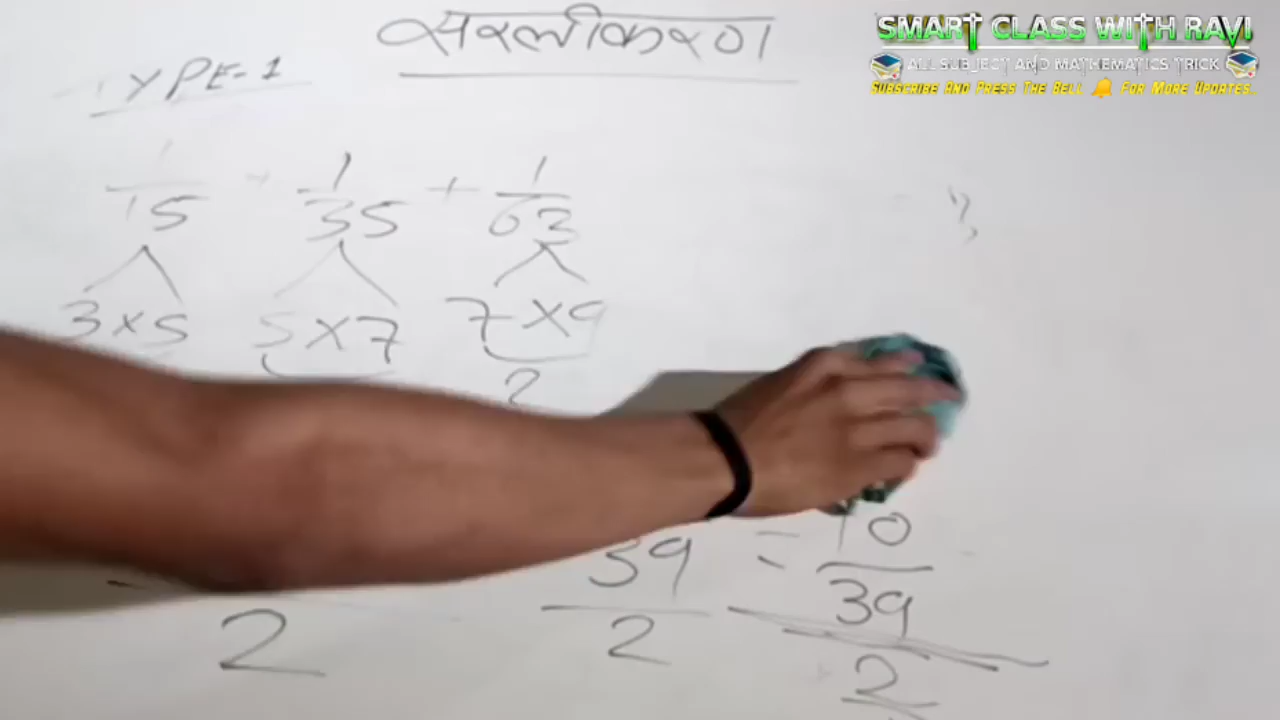 सरलीकरण
SMART CLASS WITH RAVI
ALL SUBJECT AND MATHEMATICS TRICK
SUBSCRIBE AND PRESS THE BELL 🔔 FOR MORE UPDATES..
TYPE-1
1/15 + 1/35 + 1/63
3×5 5×7 7×9
2
39/2 = 10/39/2
2